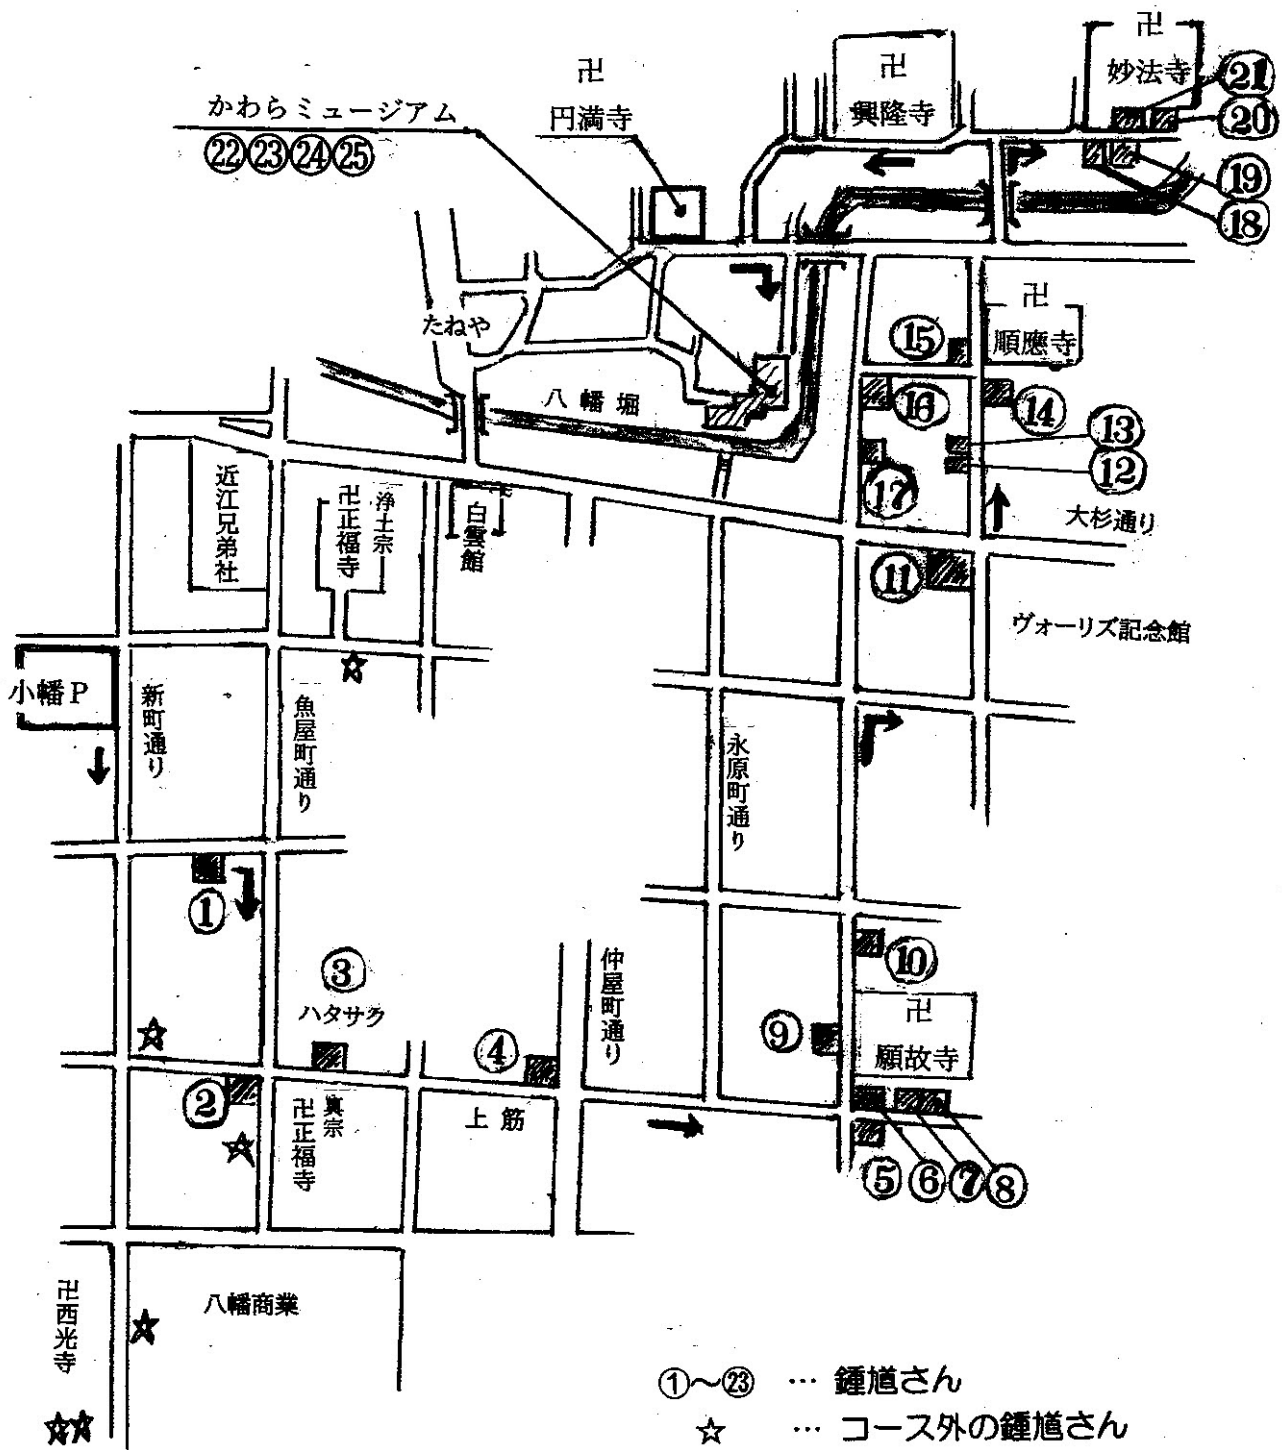 卍
妙法寺
㉑
⑳
⑲
⑱
卍
興隆寺
卍
円満寺
かわらミュージアム
㉒㉓㉔㉕
たねや
八幡堀
卍
順應寺
⑮
⑯
⑭
⑬
⑫
⑰
大杉通り
⑪
ヴォーリズ記念館
近江兄弟社
浄土宗
卍正福寺
白雲館
小幡P
新町通り
魚屋町通り
永原町通り
①
③
ハタサク
仲屋町通り
④
②
真宗
卍正福寺
上筋
⑩
⑨
卍
願故寺
⑤
⑥
⑦
⑧
卍西光寺
八幡商業
①〜㉓ … 鍾馗さん
☆ … コース外の鍾馗さん